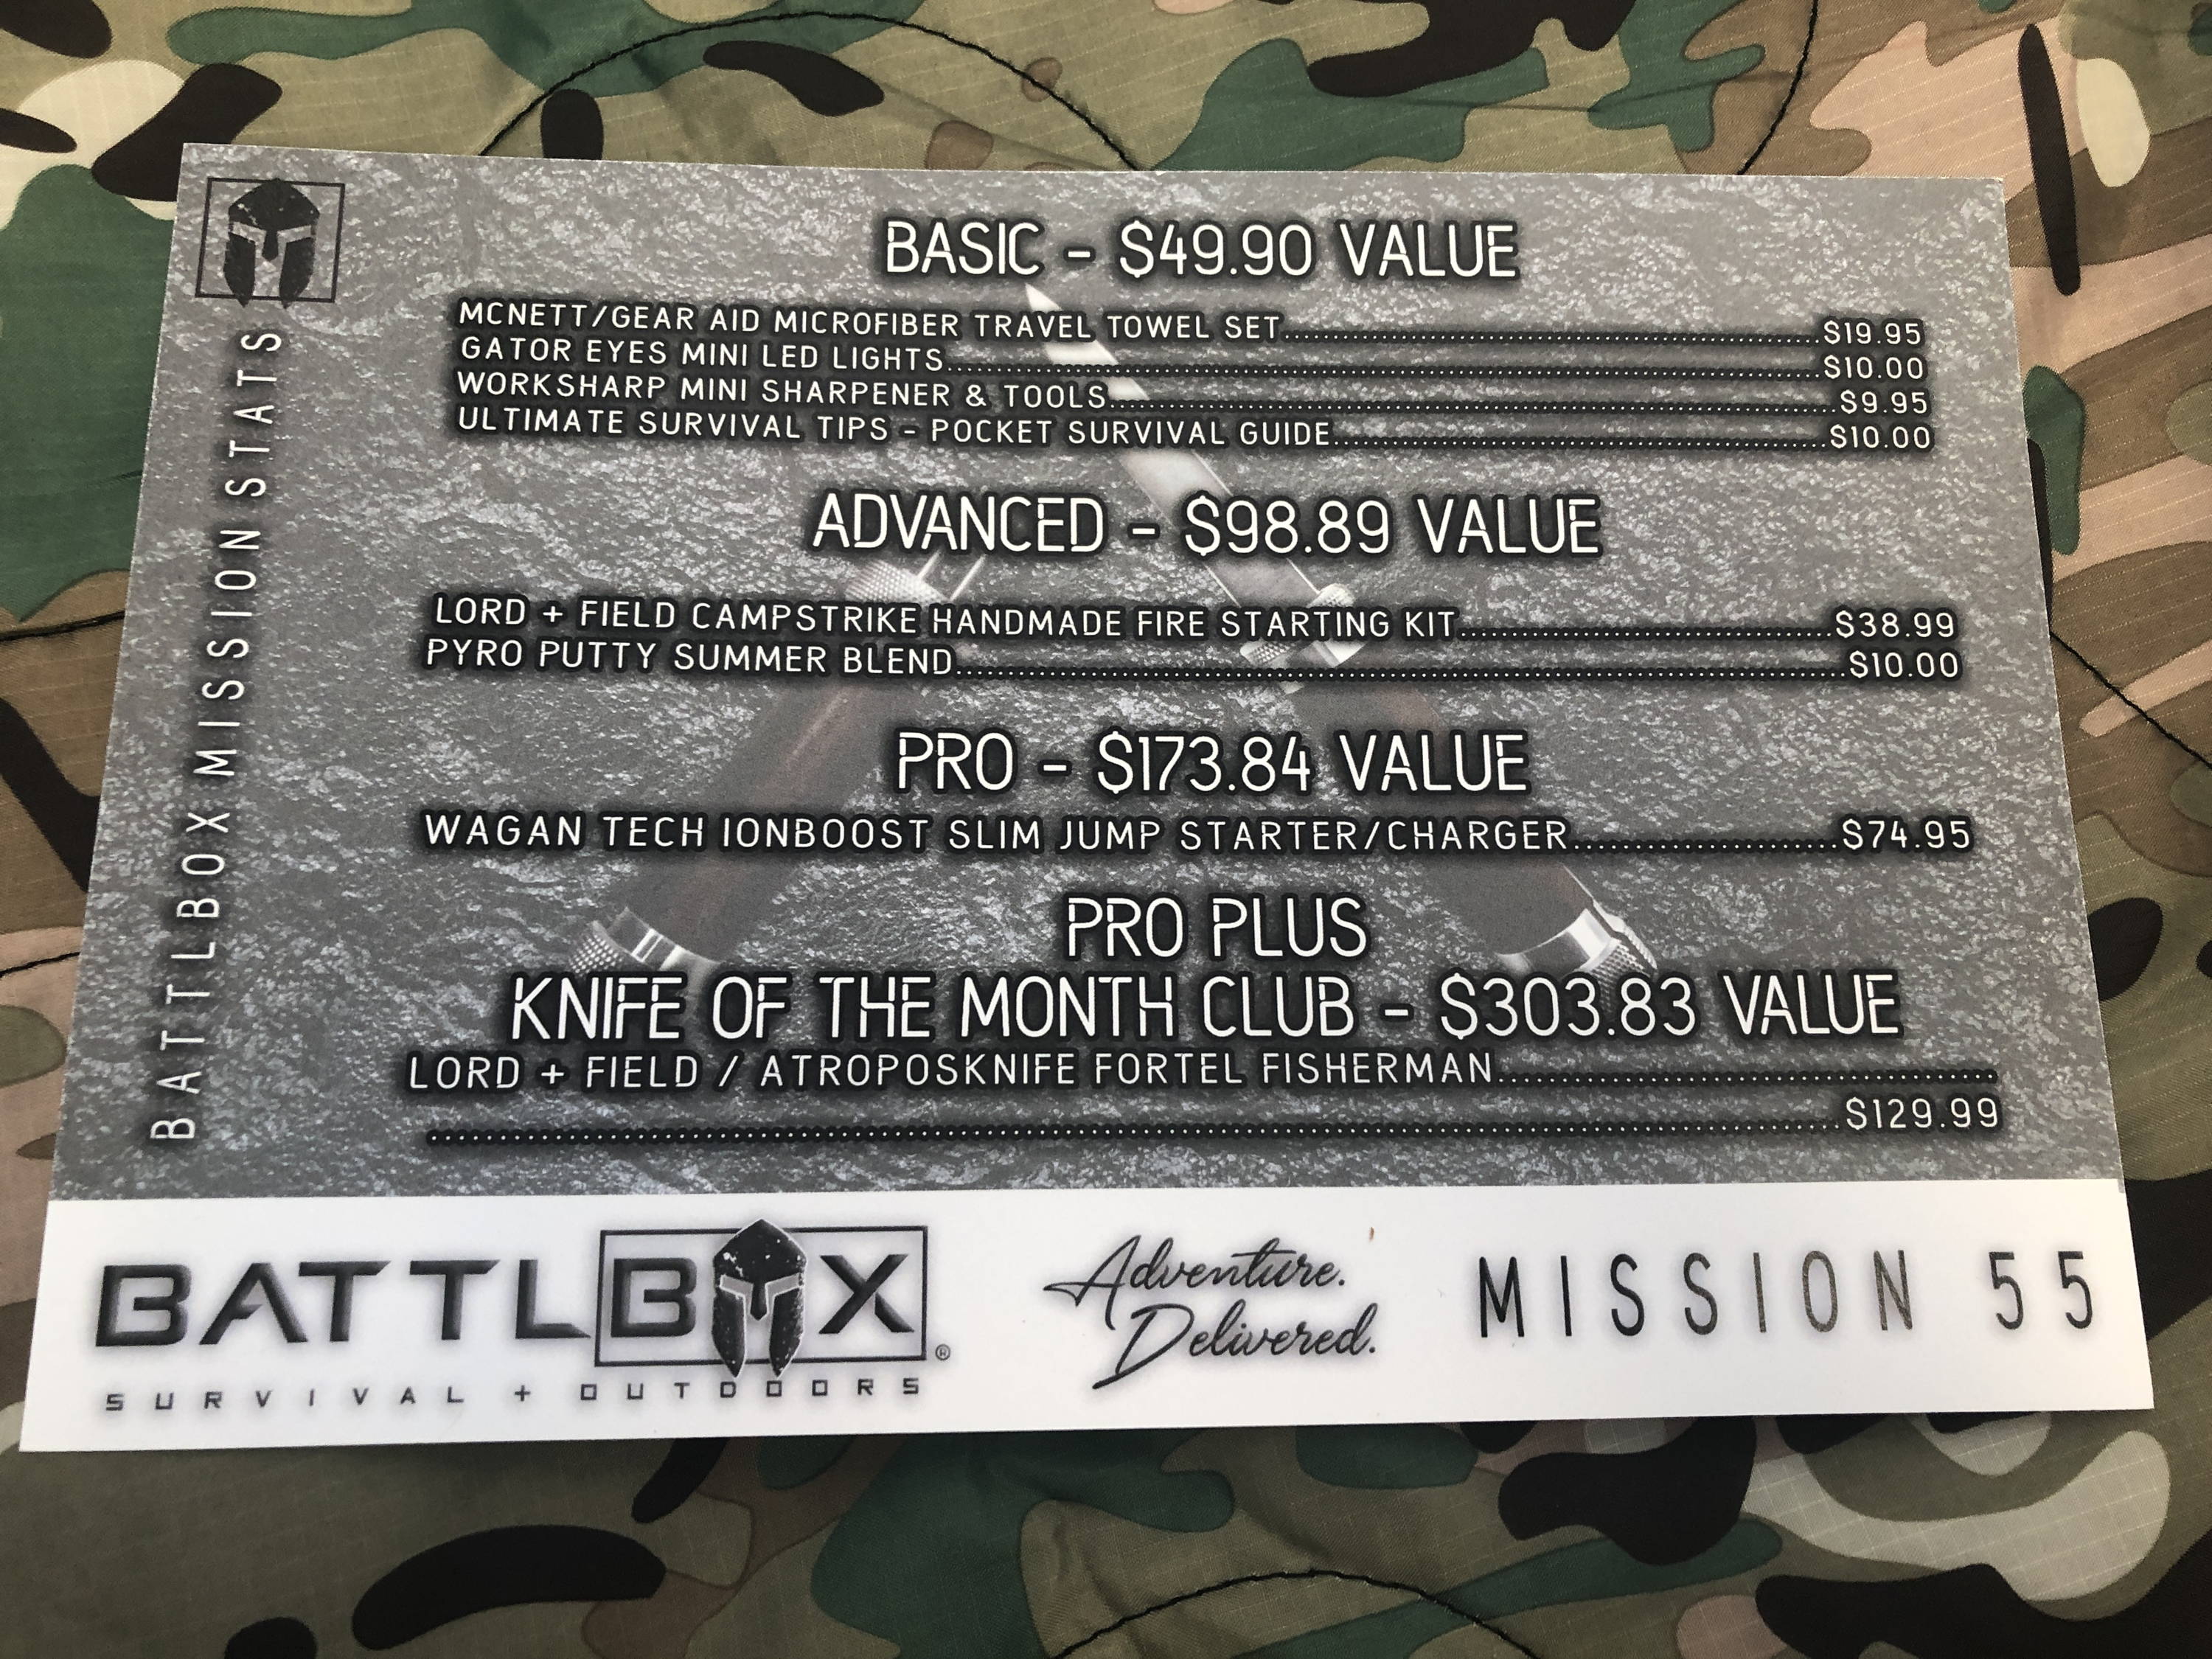 BATTLBOX MISSION STATS
BASIC - $49.90 VALUE
MCNETT/GEAR AID MICROFIBER TRAVEL TOWEL SET........................$19.95
GATOR EYES MINI LED LIGHTS........................$10.00
WORKSHARP MINI SHARPENER & TOOLS........................$9.95
ULTIMATE SURVIVAL TIPS - POCKET SURVIVAL GUIDE........................$10.00
ADVANCED - $98.89 VALUE
LORD + FIELD CAMPSTRIKE HANDMADE FIRE STARTING KIT........................$38.99
PYRO PUTTY SUMMER BLEND........................$10.00
PRO - $173.84 VALUE
WAGAN TECH IONBOOST SLIM JUMP STARTER/CHARGER........................$74.95
PRO PLUS
KNIFE OF THE MONTH CLUB - $303.83 VALUE
LORD + FIELD / ATROPOSKNIFE FORTEL FISHERMAN........................
........................$129.99
BATTLBOX®
SURVIVAL + OUTDOORS
Adventure.
Delivered.
MISSION 55